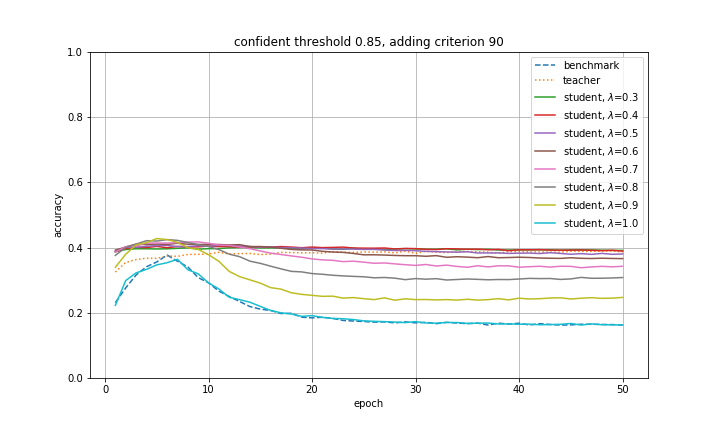 confident threshold 0.85, adding criterion 90
1.0
0.8
0.6
0.4
0.2
0.0
accuracy
benchmark
teacher
student, λ=0.3
student, λ=0.4
student, λ=0.5
student, λ=0.6
student, λ=0.7
student, λ=0.8
student, λ=0.9
student, λ=1.0
0 10 20 30 40 50
epoch